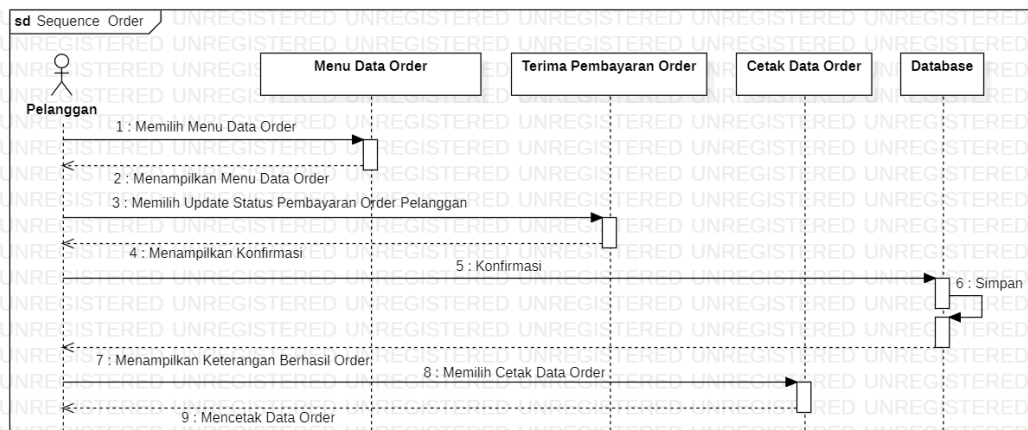 sd Sequence Order
Pelanggan
Menu Data Order
Terima Pembayaran Order
Cetak Data Order
Database
1 : Memilih Menu Data Order
2 : Menampilkan Menu Data Order
3 : Memilih Update Status Pembayaran Order Pelanggan
4 : Menampilkan Konfirmasi
5 : Konfirmasi
6 : Simpan
7 : Menampilkan Keterangan Berhasil Order
8 : Memilih Cetak Data Order
9 : Mencetak Data Order
UNREGISTERED